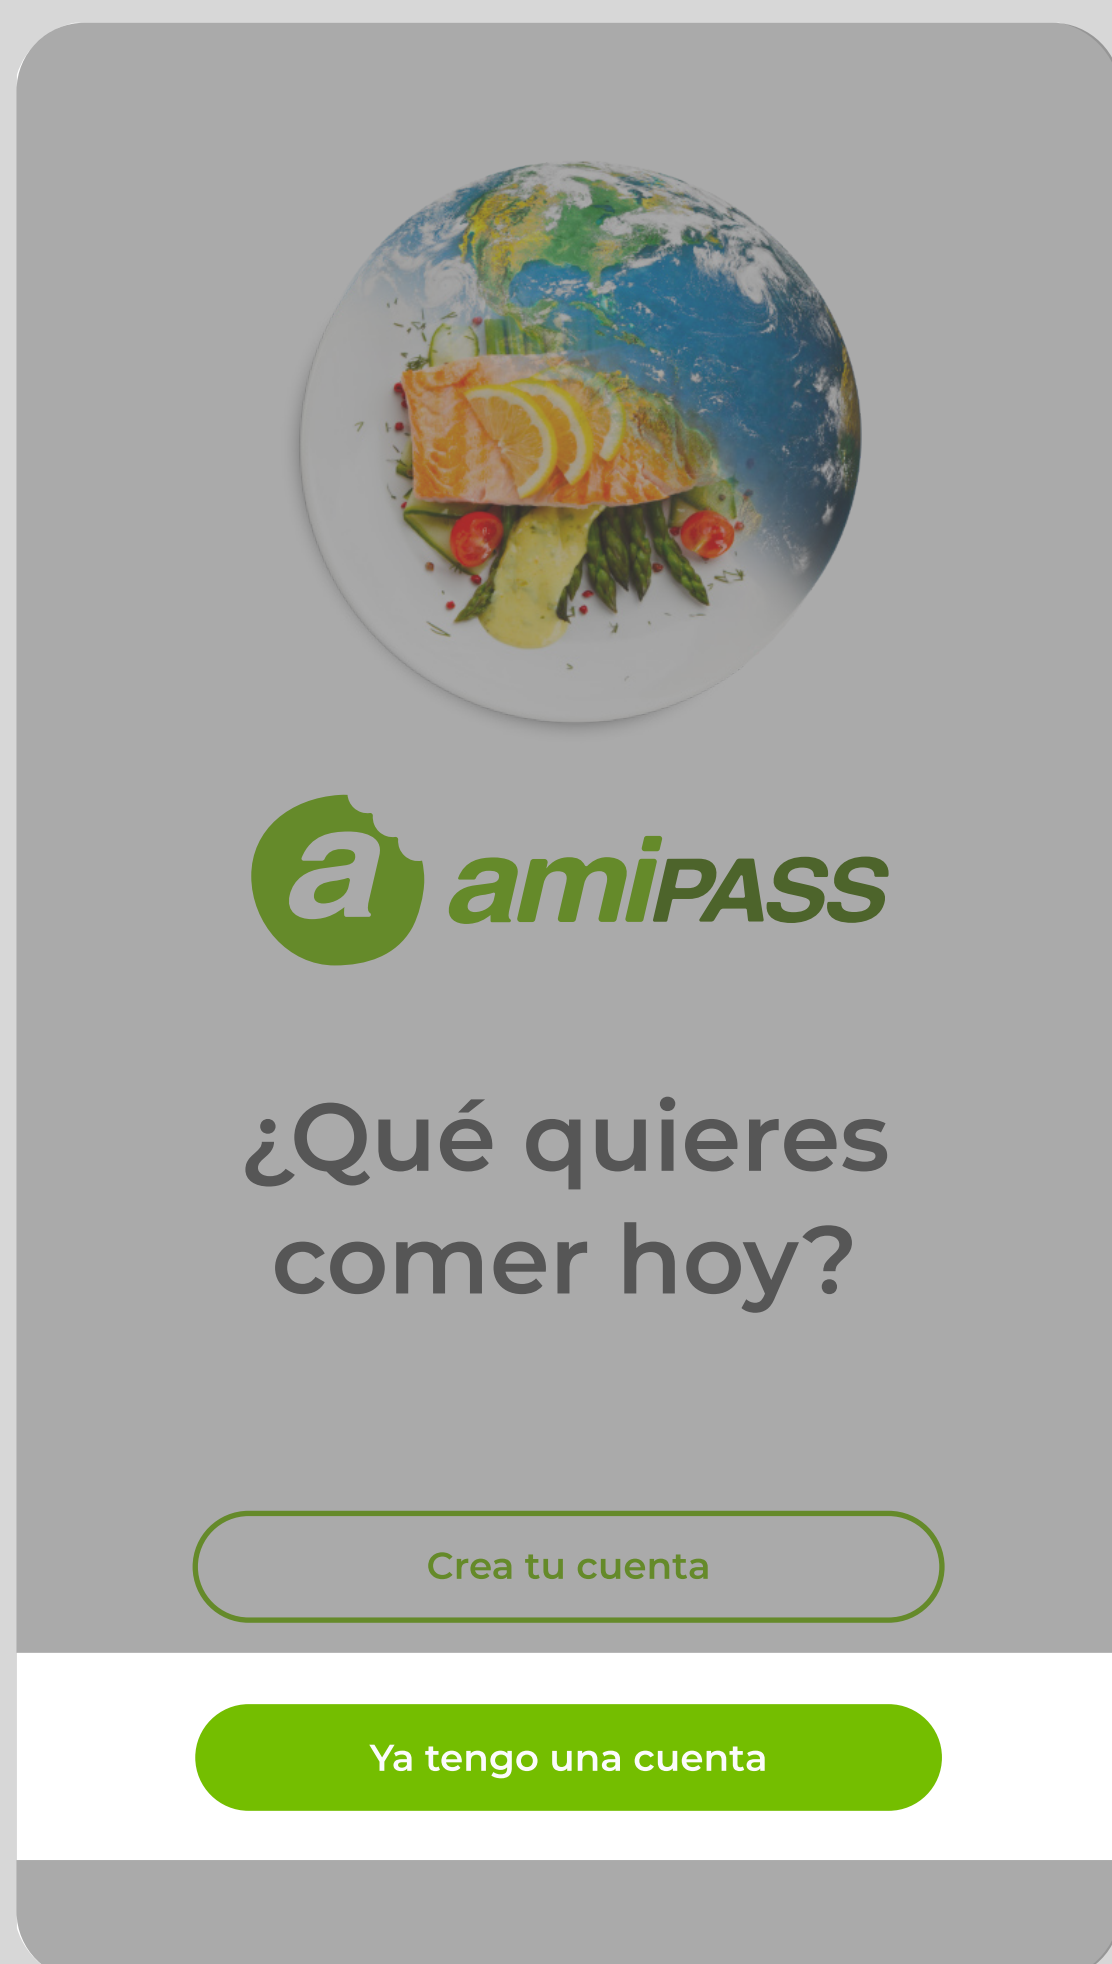 a amiPASS
¿Qué quieres
comer hoy?
Crea tu cuenta
Ya tengo una cuenta